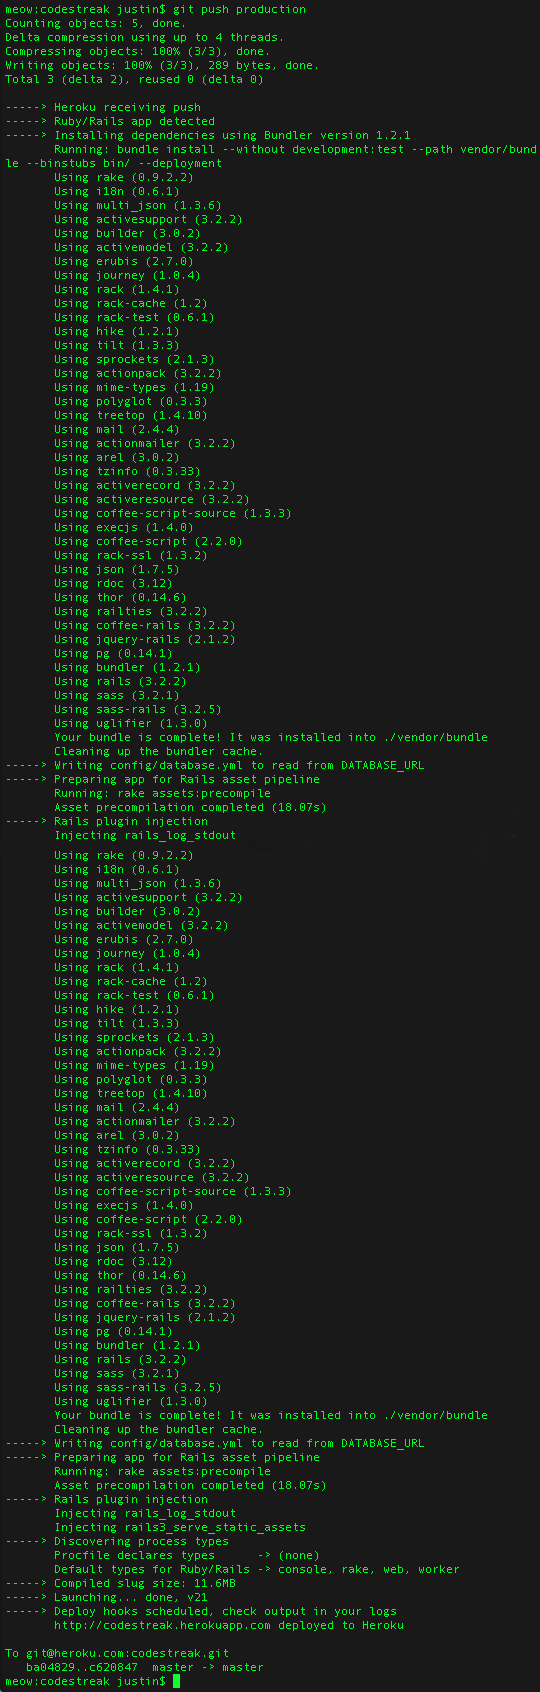 meow:codestreak justin$ git push production
Counting objects: 5, done.
Delta compression using up to 4 threads.
Compressing objects: 100% (3/3), done.
Writing objects: 100% (3/3), 289 bytes, done.
Total 3 (delta 2), reused 0 (delta 0)
-----> Heroku receiving push
-----> Ruby/Rails app detected
-----> Installing dependencies using Bundler version 1.2.1
Running: bundle install --without development:test --path vendor/bund
le --binstubs bin/ --deployment
Using rake (0.9.2.2)
Using i18n (0.6.1)
Using multi_json (1.3.6)
Using activesupport (3.2.2)
Using builder (3.0.2)
Using activemodel (3.2.2)
Using erubis (2.7.0)
Using journey (1.0.4)
Using rack (1.4.1)
Using rack-cache (1.2)
Using rack-test (0.6.1)
Using hike (1.2.1)
Using tilt (1.3.3)
Using sprockets (2.1.3)
Using actionpack (3.2.2)
Using mime-types (1.19)
Using polyglot (0.3.3)
Using treetop (1.4.10)
Using mail (2.4.4)
Using actionmailer (3.2.2)
Using arel (3.0.2)
Using tzinfo (0.3.33)
Using activerecord (3.2.2)
Using activeresource (3.2.2)
Using coffee-script-source (1.3.3)
Using execjs (1.4.0)
Using coffee-script (2.2.0)
Using rack-ssl (1.3.2)
Using json (1.7.5)
Using rdoc (3.12)
Using thor (0.14.6)
Using railties (3.2.2)
Using coffee-rails (3.2.2)
Using jquery-rails (2.1.2)
Using pg (0.14.1)
Using bundler (1.2.1)
Using rails (3.2.2)
Using sass (3.2.1)
Using sass-rails (3.2.5)
Using uglifier (1.3.0)
Your bundle is complete! It was installed into ./vendor/bundle
Cleaning up the bundler cache.
-----> Writing config/database.yml to read from DATABASE_URL
-----> Preparing app for Rails asset pipeline
Running: rake assets:precompile
Asset precompilation completed (18.07s)
-----> Rails plugin injection
Injecting rails_log_stdout
Using rake (0.9.2.2)
Using i18n (0.6.1)
Using multi_json (1.3.6)
Using activesupport (3.2.2)
Using builder (3.0.2)
Using activemodel (3.2.2)
Using erubis (2.7.0)
Using journey (1.0.4)
Using rack (1.4.1)
Using rack-cache (1.2)
Using rack-test (0.6.1)
Using hike (1.2.1)
Using tilt (1.3.3)
Using sprockets (2.1.3)
Using actionpack (3.2.2)
Using mime-types (1.19)
Using polyglot (0.3.3)
Using treetop (1.4.10)
Using mail (2.4.4)
Using actionmailer (3.2.2)
Using arel (3.0.2)
Using tzinfo (0.3.33)
Using activerecord (3.2.2)
Using activeresource (3.2.2)
Using coffee-script-source (1.3.3)
Using execjs (1.4.0)
Using coffee-script (2.2.0)
Using rack-ssl (1.3.2)
Using json (1.7.5)
Using rdoc (3.12)
Using thor (0.14.6)
Using railties (3.2.2)
Using coffee-rails (3.2.2)
Using jquery-rails (2.1.2)
Using pg (0.14.1)
Using bundler (1.2.1)
Using rails (3.2.2)
Using sass (3.2.1)
Using sass-rails (3.2.5)
Using uglifier (1.3.0)
Your bundle is complete! It was installed into ./vendor/bundle
Cleaning up the bundler cache.
-----> Writing config/database.yml to read from DATABASE_URL
-----> Preparing app for Rails asset pipeline
Running: rake assets:precompile
Asset precompilation completed (18.07s)
-----> Rails plugin injection
Injecting rails_log_stdout
Injecting rails3_serve_static_assets
-----> Discovering process types
Procfile declares types      -> (none)
Default types for Ruby/Rails -> console, rake, web, worker
-----> Compiled slug size: 11.6MB
-----> Launching... done, v21
-----> Deploy hooks scheduled, check output in your logs
http://codestreak.herokuapp.com deployed to Heroku
To git@heroku.com:codestreak.git
ba04829..c620847  master -> master
meow:codestreak justin$